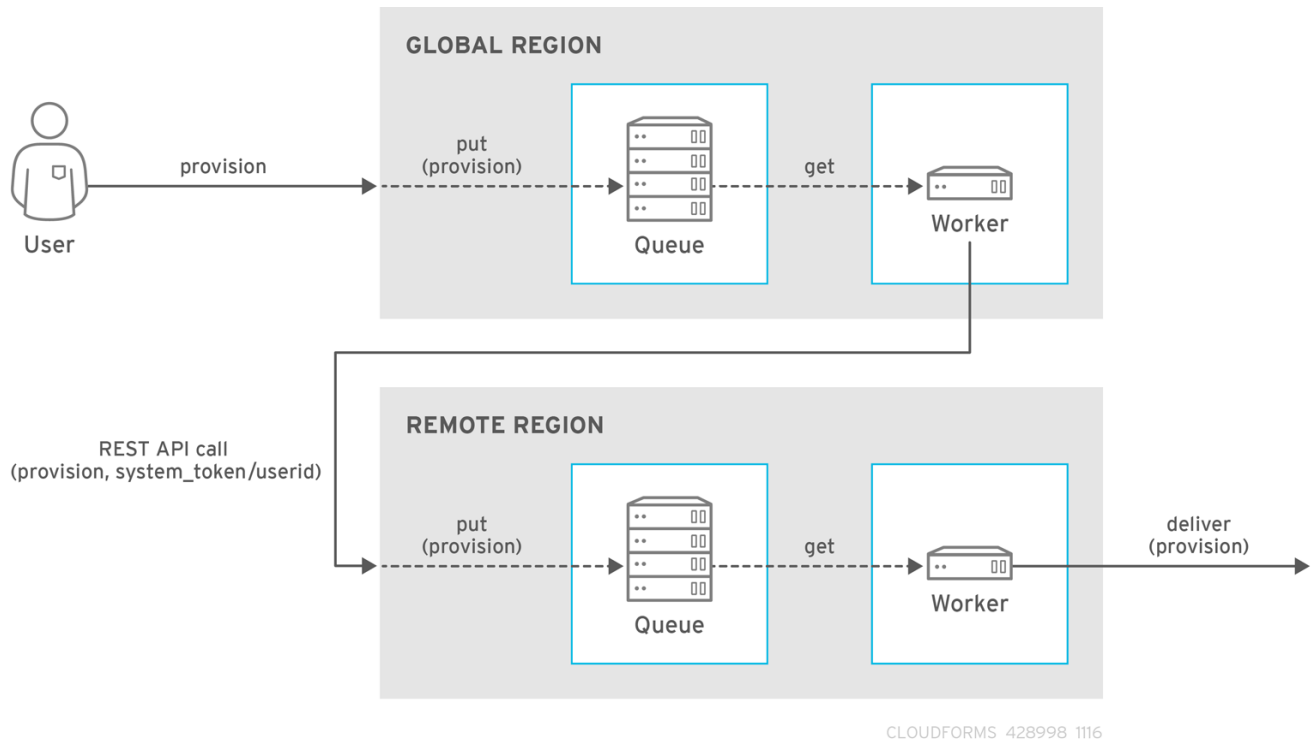 GLOBAL REGION
provision
put
(provision)
get
User
Queue
Worker
REMOTE REGION
REST API call
(provision, system_token/userid)
put
(provision)
get
deliver
(provision)
Queue
Worker
CLOUDFORMS 428998 1116